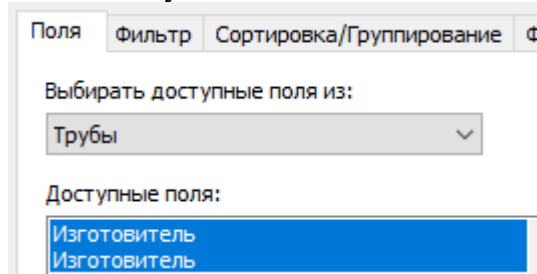 Поля Фильтр Сортировка/Группирование Ф
Выбирать доступные поля из:
Трубы
Доступные поля:
Изготовитель
Изготовитель